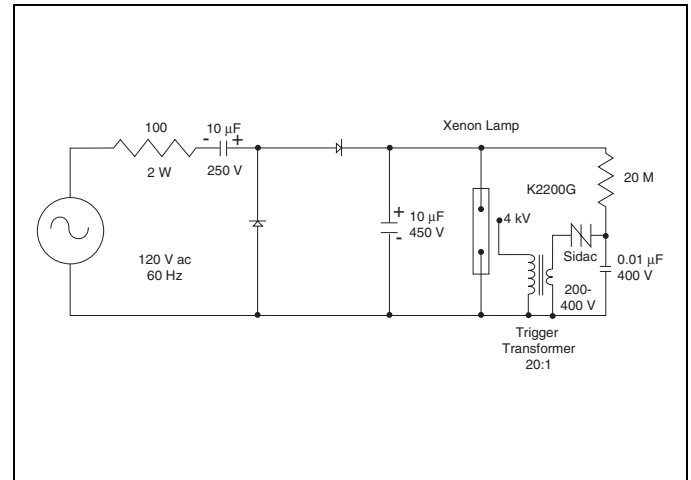 100
2 W
- 10 μF +
250 V
120 V ac
60 Hz
+ 10 μF
- 450 V
Xenon Lamp
4 kV
K2200G
Sidac
20 M
0.01 μF
400 V
200-
400 V
Trigger
Transformer
20:1